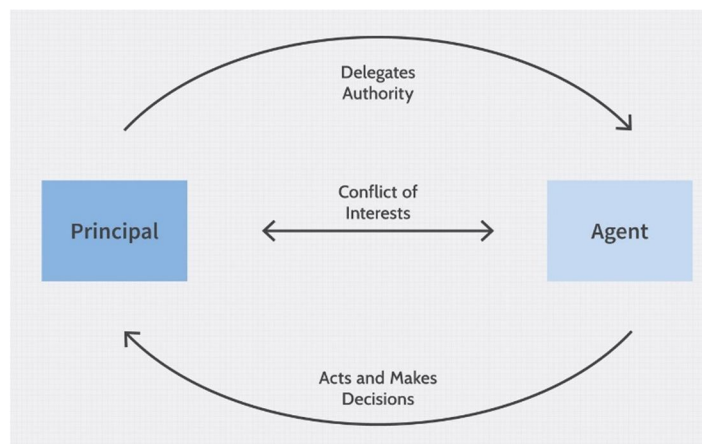 Delegates
Authority
Conflict of
Interests
Principal
Agent
Acts and Makes
Decisions